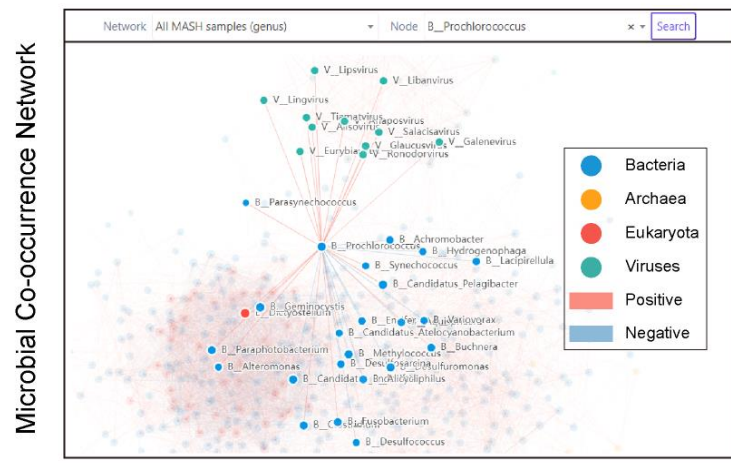 Microbial Co-occurrence Network
Network All MASH samples (genus) Node B__Prochlorococcus × Search
V__Lipsvirus
V__Libanvirus
V__Lingvirus
V__Salacisavirus
V__Galenevirus
V__Glaucusvirus
V__Ronodorvirus
B__Parasynechococcus
B__Prochlorococcus
B__Achromobacter
B__Hydrogenophaga
B__Lacipirellula
B__Synechococcus
B__Candidatus_Pelagibacter
B__Geminocystis
B__Variovorax
B__Candidatus_Atelocyanobacterium
B__Buchnera
B__Paraphotobacterium
B__Methylococcus
B__Alteromonas
B__Desulfuromonas
B__Alicycliphilus
B__Fusobacterium
B__Desulfococcus
Bacteria
Archaea
Eukaryota
Viruses
Positive
Negative